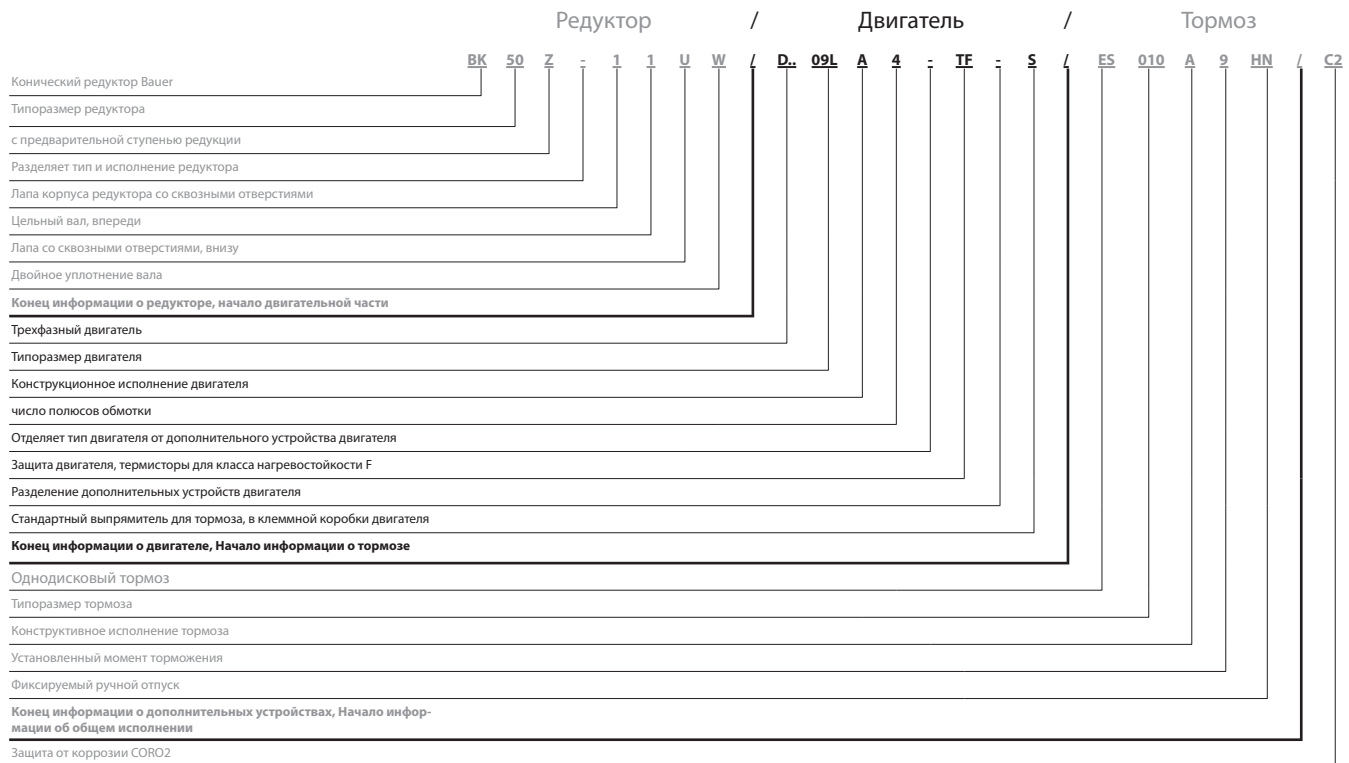 Редуктор / Двигатель / Тормоз
BK 50 Z - 1 1 U W / D.. 09L A 4 - TF - S / ES 010 A 9 HN / C2
Конический редуктор Bauer
Типоразмер редуктора
с предварительной ступенью редукции
Разделяет тип и исполнение редуктора
Лапа корпуса редуктора со сквозными отверстиями
Цельный вал, впереди
Лапа со сквозными отверстиями, внизу
Двойное уплотнение вала
Конец информации о редукторе, начало двигательной части
Трехфазный двигатель
Типоразмер двигателя
Конструкционное исполнение двигателя
число полюсов обмотки
Отделяет тип двигателя от дополнительного устройства двигателя
Защита двигателя, термисторы для класса нагревостойкости F
Разделение дополнительных устройств двигателя
Стандартный выпрямитель для тормоза, в клеммной коробки двигателя
Конец информации о двигателе, Начало информации о тормозе
Однодисковый тормоз
Типоразмер тормоза
Конструктивное исполнение тормоза
Установленный момент торможения
Фиксируемый ручной отпуск
Конец информации о дополнительных устройствах, Начало инфор-
мации об общем исполнении
Защита от коррозии CORO2